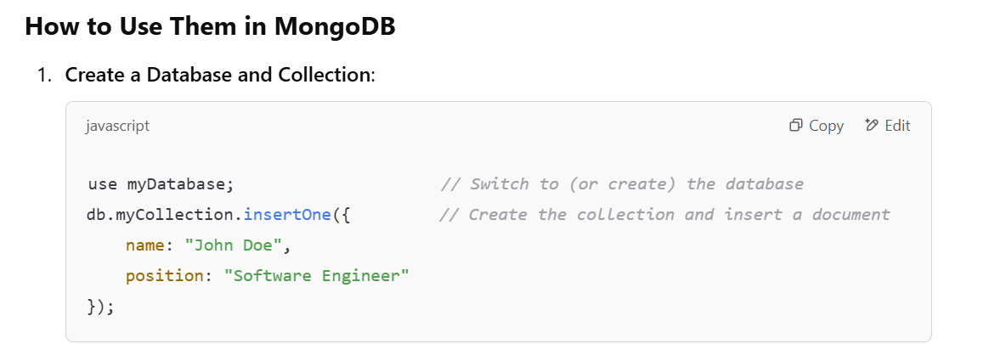 How to Use Them in MongoDB
1. Create a Database and Collection:
javascript
Copy
Edit
use myDatabase; // Switch to (or create) the database
db.myCollection.insertOne({ // Create the collection and insert a document
name: "John Doe",
position: "Software Engineer"
});